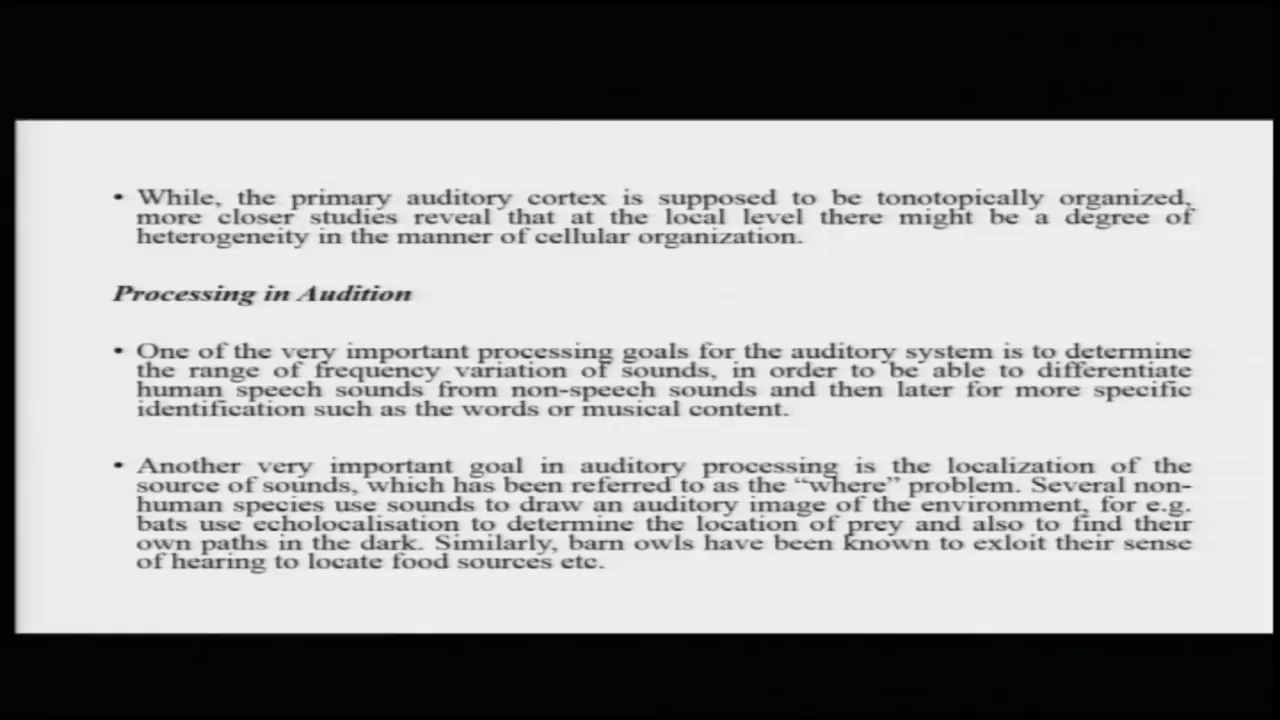 • While, the primary auditory cortex is supposed to be tonotopically organized,
more closer studies reveal that at the local level there might be a degree of
heterogeneity in the manner of cellular organization.
Processing in Audition
• One of the very important processing goals for the auditory system is to determine
the range of frequency variation of sounds, in order to be able to differentiate
human speech sounds from non-speech sounds and then later for more specific
identification such as the words or musical content.
• Another very important goal in auditory processing is the localization of the
source of sounds, which has been referred to as the “where” problem. Several non-
human species use sounds to draw an auditory image of the environment, for e.g.
bats use echolocalisation to determine the location of prey and also to find their
own paths in the dark. Similarly, barn owls have been known to exloit their sense
of hearing to locate food sources etc.